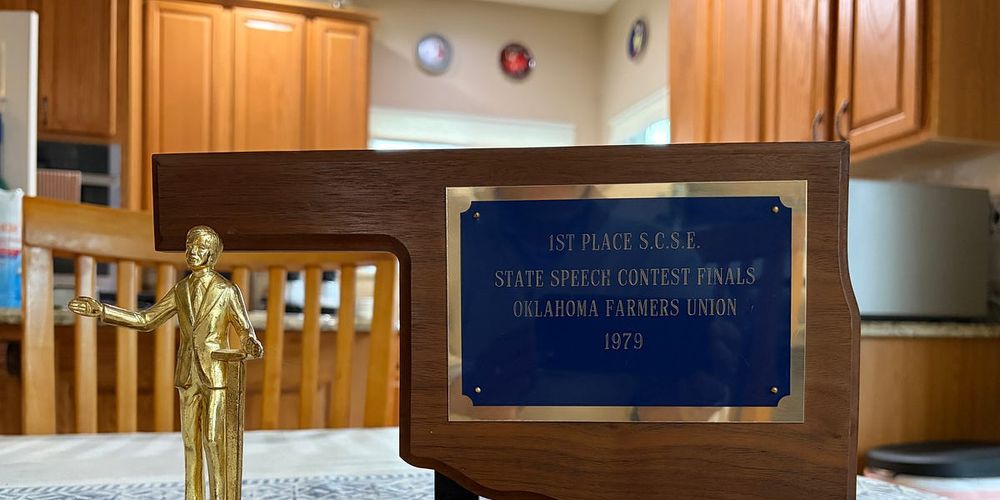 1ST PLACE S.C.S.E.
STATE SPEECH CONTEST FINALS
OKLAHOMA FARMERS UNION
1979